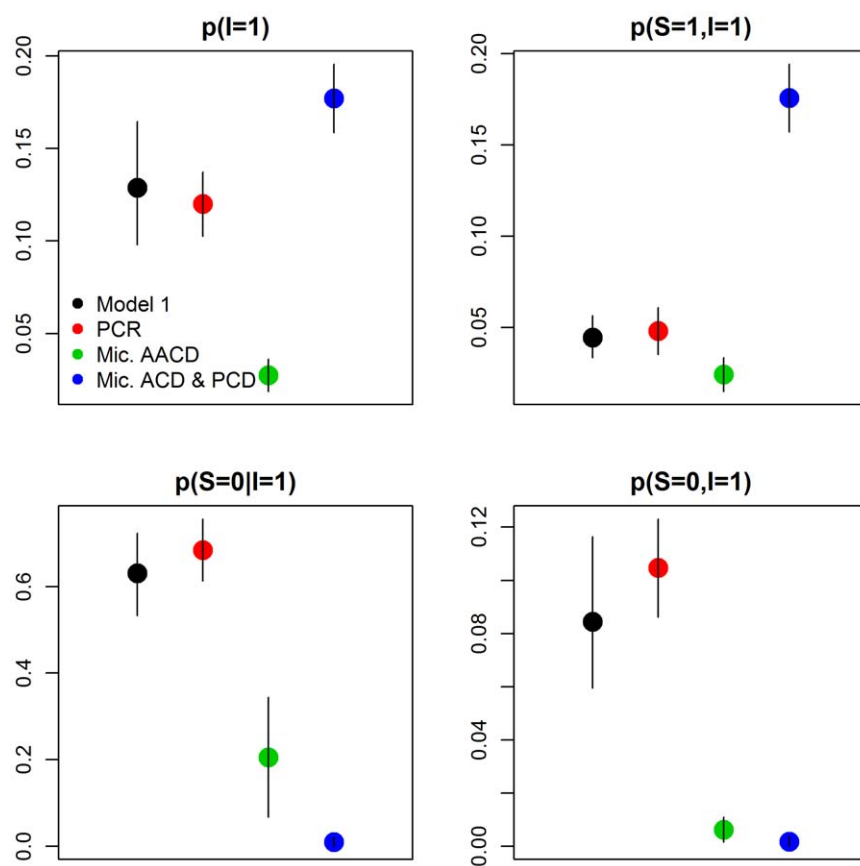 p(I=1)
0.20
0.15
0.10
0.05
Model 1
PCR
Mic. AACD
Mic. ACD & PCD
p(S=1,I=1)
0.20
0.15
0.10
0.05
p(S=0|I=1)
0.6
0.4
0.2
0.0
p(S=0,I=1)
0.12
0.08
0.04
0.00